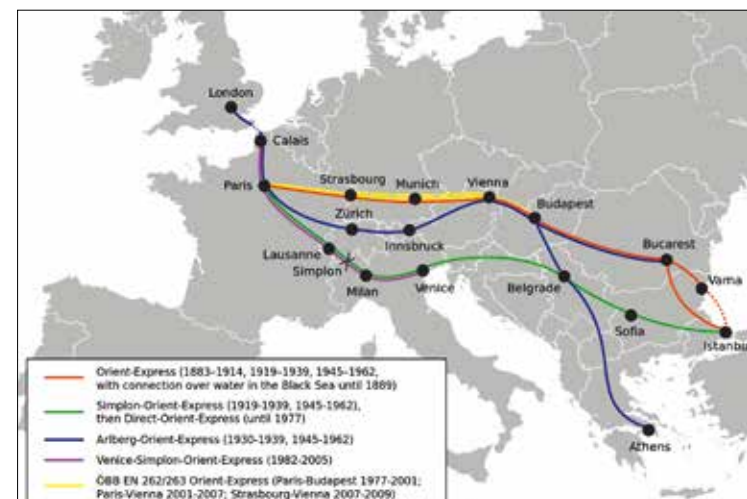 London
Calais
Paris
Strasbourg
Munich
Vienna
Budapest
Zürich
Innsbruck
Lausanne
Simplon
Milan
Venice
Belgrade
Bucarest
Varna
Sofia
Istanbu
Athens
Orient-Express (1883-1914, 1919-1939, 1945-1962,
with connection over water in the Black Sea until 1889)
Simplon-Orient-Express (1919-1939, 1945-1962),
then Direct-Orient-Express (until 1977)
Arlberg-Orient-Express (1930-1939, 1945-1962)
Venice-Simplon-Orient-Express (1982-2005)
ÖBB EN 262/263 Orient-Express (Paris-Budapest 1977-2001;
Paris-Vienna 2001-2007; Strasbourg-Vienna 2007-2009)